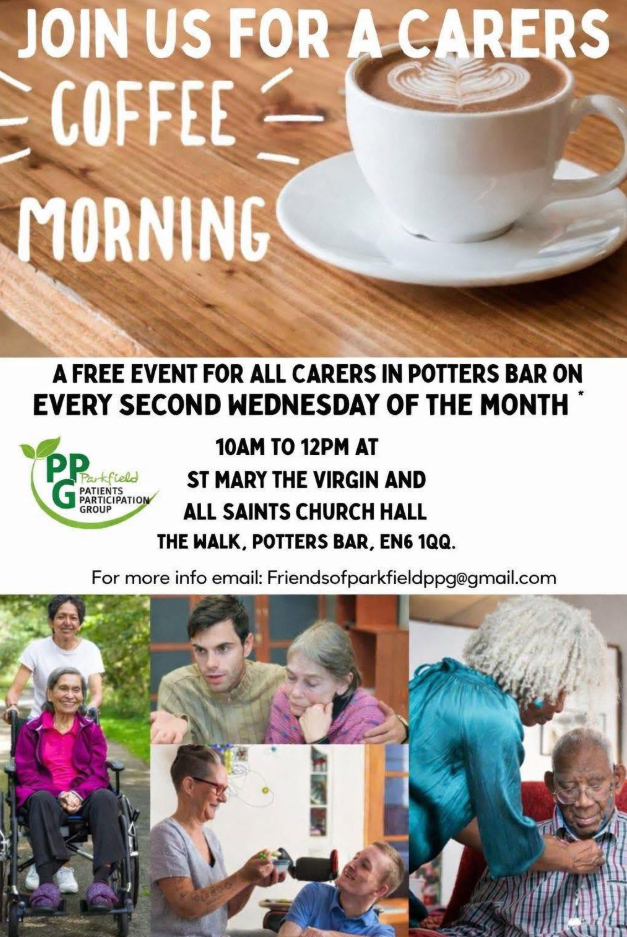 JOIN US FOR A CARERS
COFFEE
MORNING
A FREE EVENT FOR ALL CARERS IN POTTERS BAR ON
EVERY SECOND WEDNESDAY OF THE MONTH *
10AM TO 12PM AT
ST MARY THE VIRGIN AND
ALL SAINTS CHURCH HALL
THE WALK, POTTERS BAR, EN6 1QQ.
PP
Parkfield
G PATIENTS
PARTICIPATION
GROUP
For more info email: Friendsofparkfieldppg@gmail.com